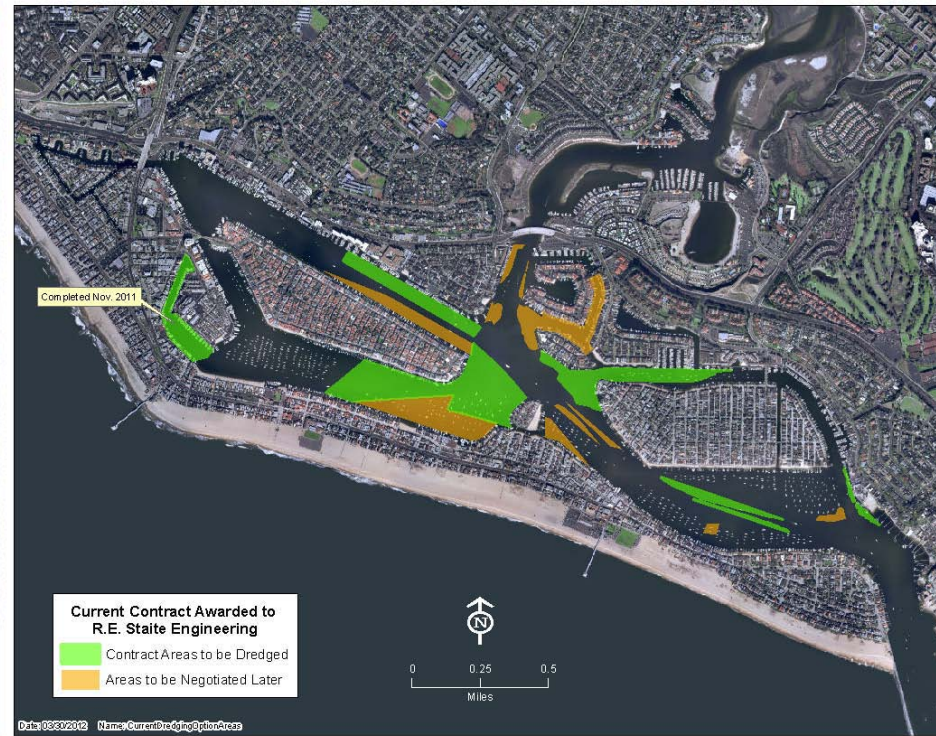 Completed Nov. 2011
Current Contract Awarded to
R.E. Staite Engineering
Contract Areas to be Dredged
Areas to be Negotiated Later
N
0 0.25 0.5
Miles
Date: 03/30/2012 Name: CurrentDredgingOptionAreas